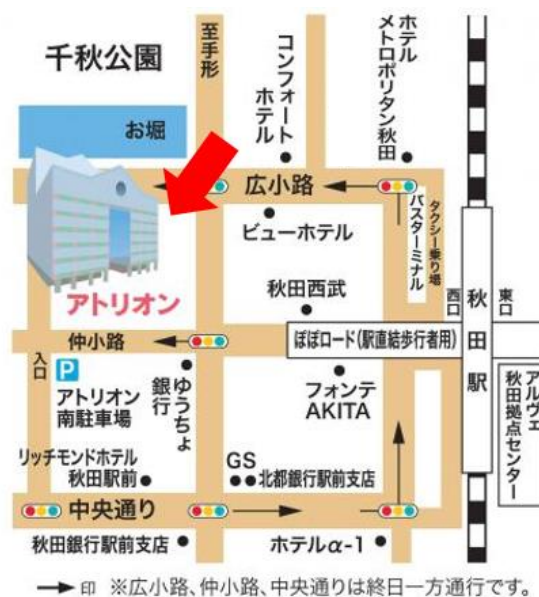 千秋公園
至手形
コンフォート
ホテル
ホテル
メトロポリタン秋田
お堀
広小路
ビューホテル
バスターミナル
タクシー乗り場
アトリオン
秋田西武
西口
秋田駅
東口
仲小路
ぽぽロード(駅直結歩行者用)
入口
P
アトリオン
南駐車場
ゆうちょ
銀行
フォンテ
AKITA
アルヴェ
秋田拠点センター
リッチモンドホテル
秋田駅前
GS
北都銀行駅前支店
中央通り
秋田銀行駅前支店
ホテルα-1
印 ※広小路、仲小路、中央通りは終日一方通行です。